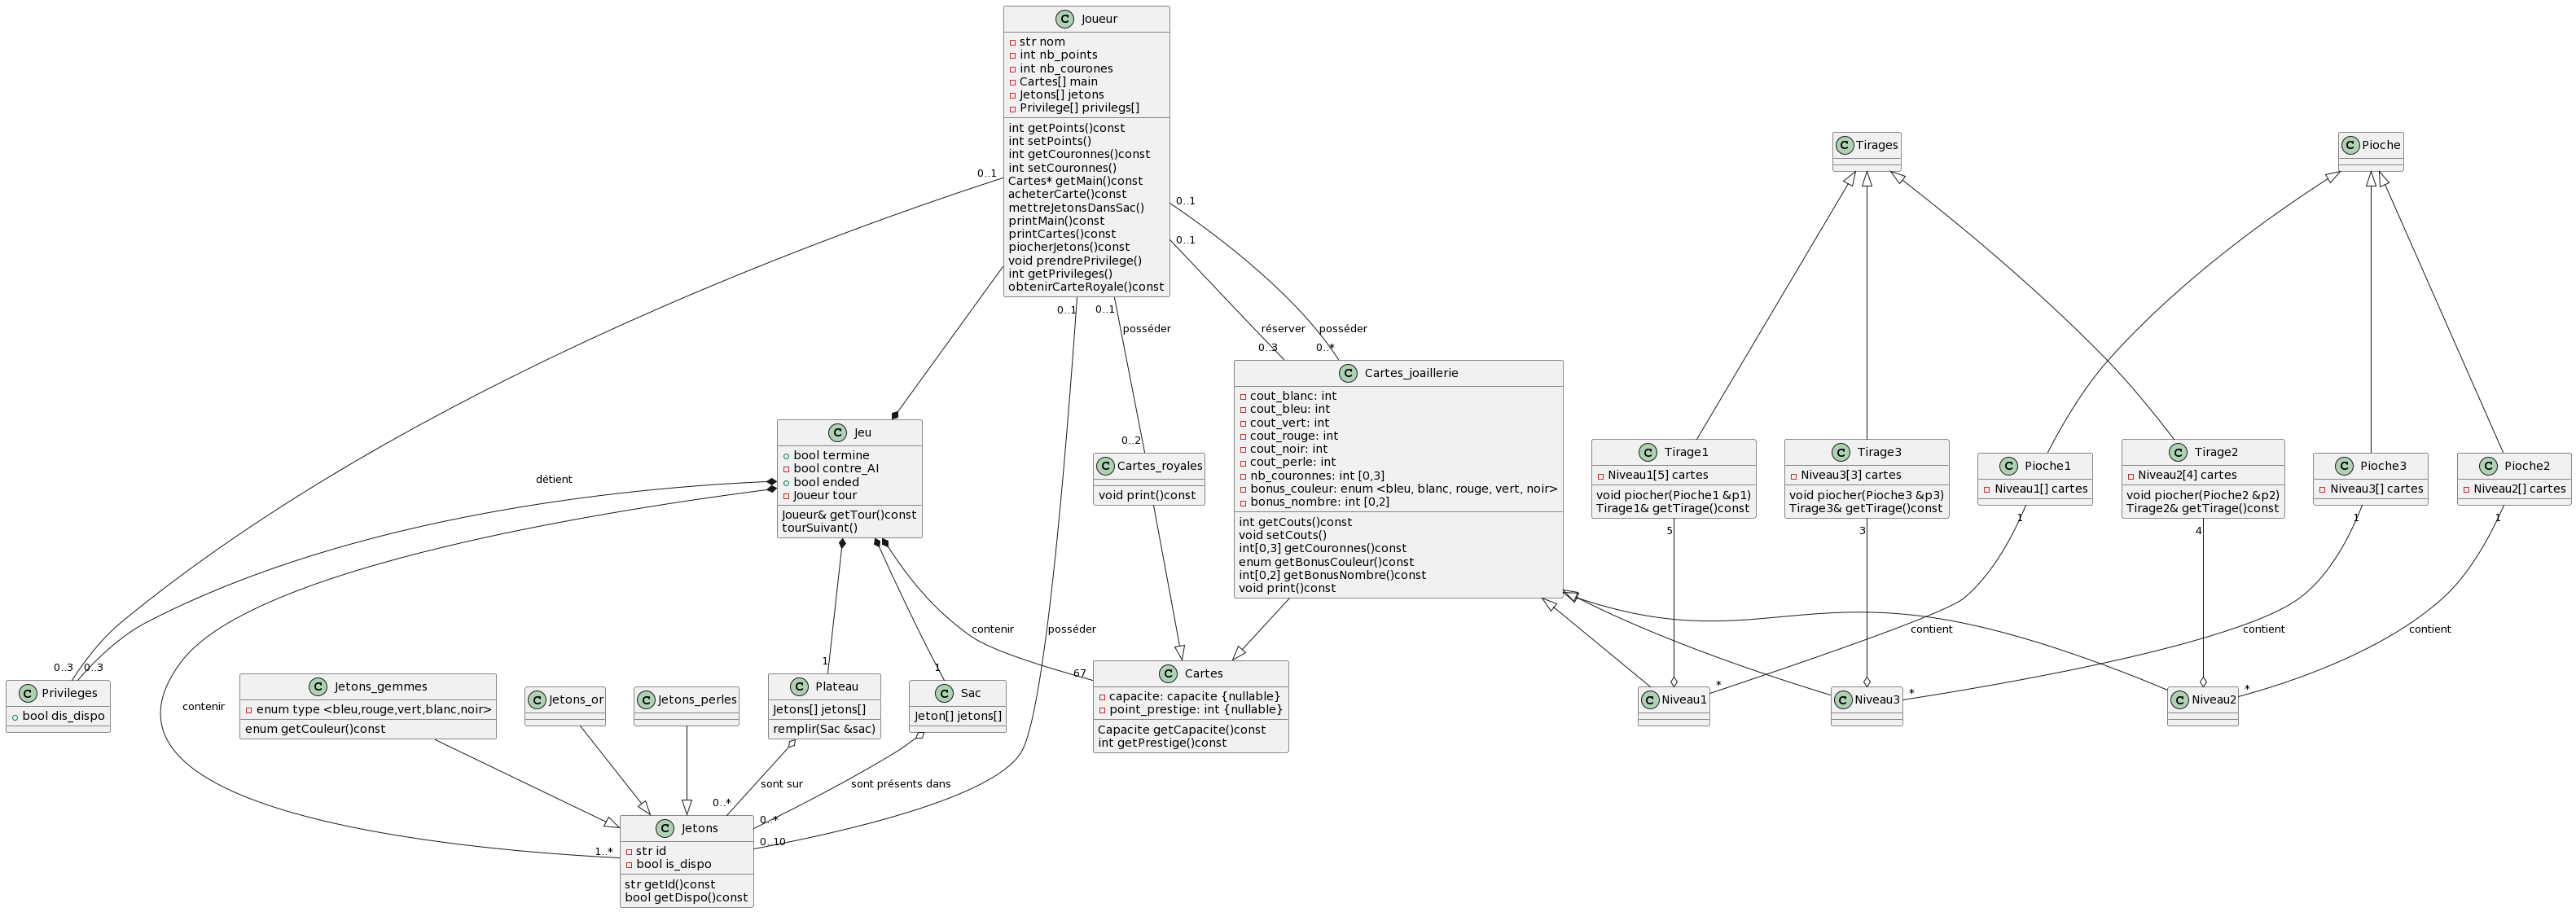 C Joueur
str nom
int nb_points
int nb_courones
Cartes[] main
Jetons[] jetons
Privilege[] privilegs[]
int getPoints()const
int setPoints()
int getCouronnes()const
int setCouronnes()
Cartes* getMain()const
acheterCarte()const
mettreJetonsDansSac()
printMain()const
printCartes()const
piocherJetons()const
void prendrePrivilege()
int getPrivileges()
obtenirCarteRoyale()const
C Tirages
C Pioche
0..1
0..1
0..1
0..1
0..1
posséder
réserver
posséder
0..3
0..*
C Cartes_joaillerie
cout_blanc: int
cout_bleu: int
cout_vert: int
cout_rouge: int
cout_noir: int
cout_perle: int
nb_couronnes: int [0,3]
bonus_couleur: enum <bleu, blanc, rouge, vert, noir>
bonus_nombre: int [0,2]
int getCouts()const
void setCouts()
int[0,3] getCouronnes()const
enum getBonusCouleur()const
int[0,2] getBonusNombre()const
void print()const
C Jeu
bool termine
bool contre_AI
bool ended
Joueur tour
Joueur& getTour()const
tourSuivant()
0..2
C Cartes_royales
void print()const
C Tirage1
Niveau1[5] cartes
void piocher(Pioche1 &p1)
Tirage1& getTirage()const
C Tirage3
Niveau3[3] cartes
void piocher(Pioche3 &p3)
Tirage3& getTirage()const
C Pioche1
Niveau1[] cartes
C Tirage2
Niveau2[4] cartes
void piocher(Pioche2 &p2)
Tirage2& getTirage()const
C Pioche3
Niveau3[] cartes
C Pioche2
Niveau2[] cartes
détient
5
3
1
4
1
1
contenir
contient
contient
contient
posséder
0..3
0..3
1
1
67
*
*
*
C Privileges
bool dis_dispo
contenir
C Jetons_gemmes
enum type <bleu,rouge,vert,blanc,noir>
enum getCouleur()const
C Jetons_or
C Jetons_perles
C Plateau
Jetons[] jetons[]
remplir(Sac &sac)
C Sac
Jeton[] jetons[]
C Cartes
capacite: capacite {nullable}
point_prestige: int {nullable}
Capacite getCapacite()const
int getPrestige()const
C Niveau1
C Niveau3
C Niveau2
sont sur
sont présents dans
0..*
0..*
0..10
1..*
C Jetons
str id
bool is_dispo
str getId()const
bool getDispo()const